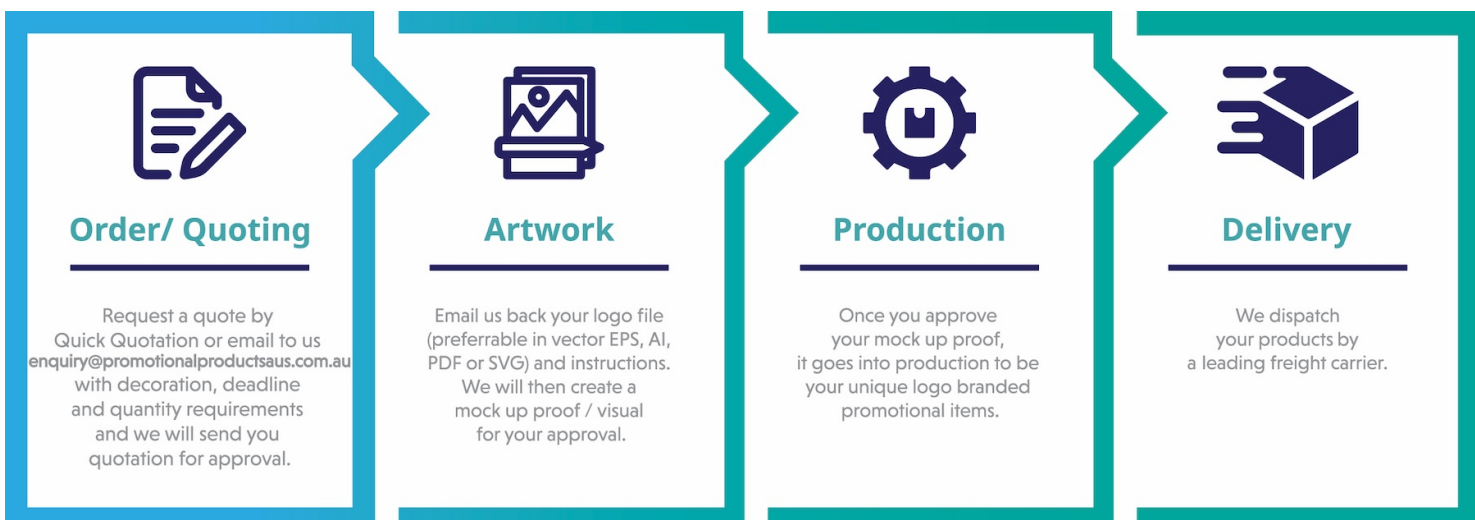 Order/ Quoting
Request a quote by
Quick Quotation or email to us
enquiry@promotionalproductsaus.com.au
with decoration, deadline
and quantity requirements
and we will send you
quotation for approval.
Artwork
Email us back your logo file
(preferrable in vector EPS, AI,
PDF or SVG) and instructions.
We will then create a
mock up proof / visual
for your approval.
Production
Once you approve
your mock up proof,
it goes into production to be
your unique logo branded
promotional items.
Delivery
We dispatch
your products by
a leading freight carrier.